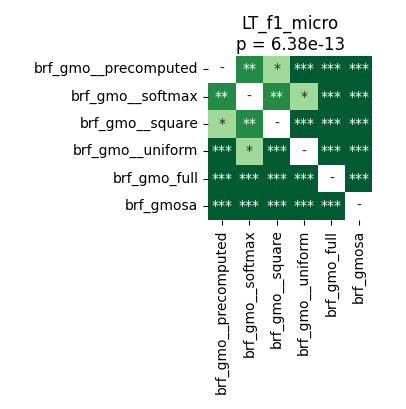 LT_f1_micro
p = 6.38e-13
brf_gmo__precomputed - ** * *** *** ***
brf_gmo__softmax ** - ** * *** ***
brf_gmo__square * ** - *** *** ***
brf_gmo__uniform *** * *** - *** ***
brf_gmo_full *** *** *** *** - ***
brf_gmosa *** *** *** *** *** -
brf_gmo__precomputed
brf_gmo__softmax
brf_gmo__square
brf_gmo__uniform
brf_gmo_full
brf_gmosa